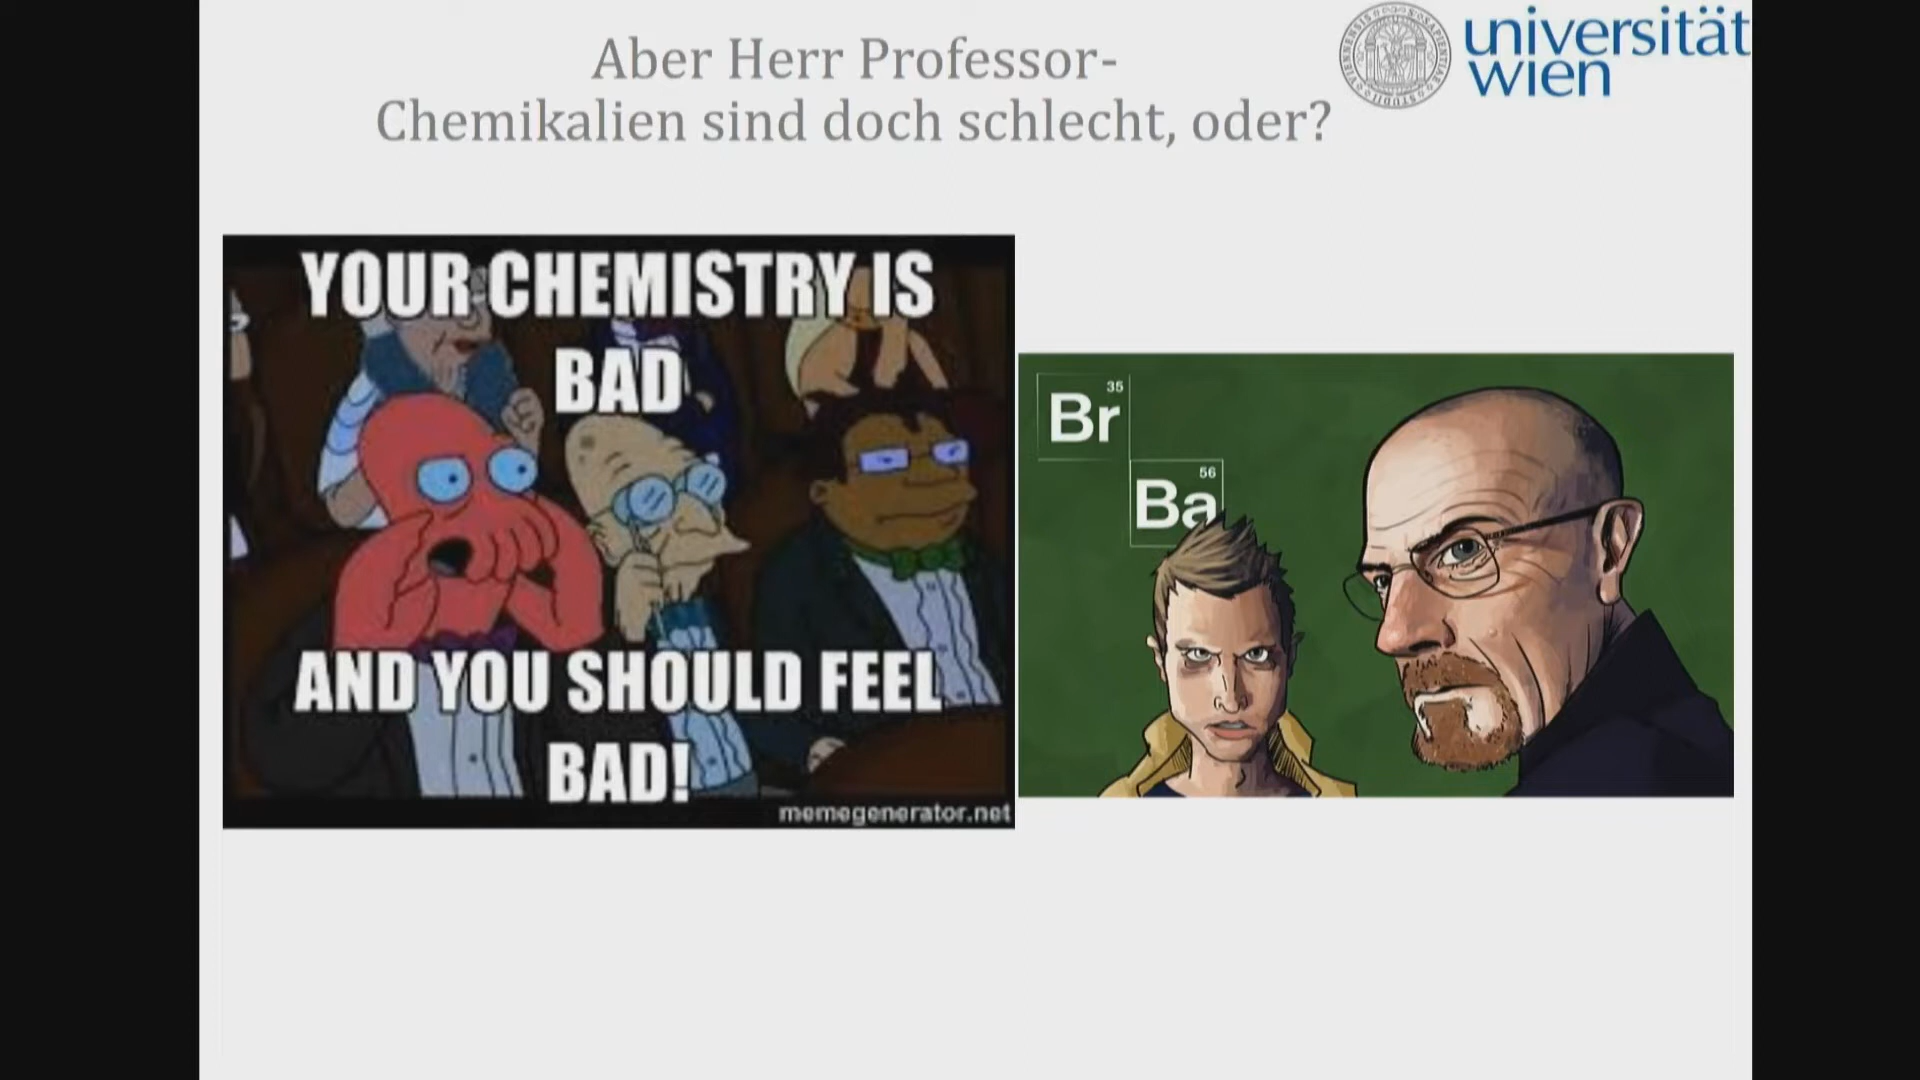 Aber Herr Professor-
Chemikalien sind doch schlecht, oder?
universität
wien
YOUR CHEMISTRY IS
BAD
AND YOU SHOULD FEEL
BAD!
memegenerator.net
35
Br
56
Ba